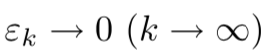 εₖ → 0 (k → ∞)